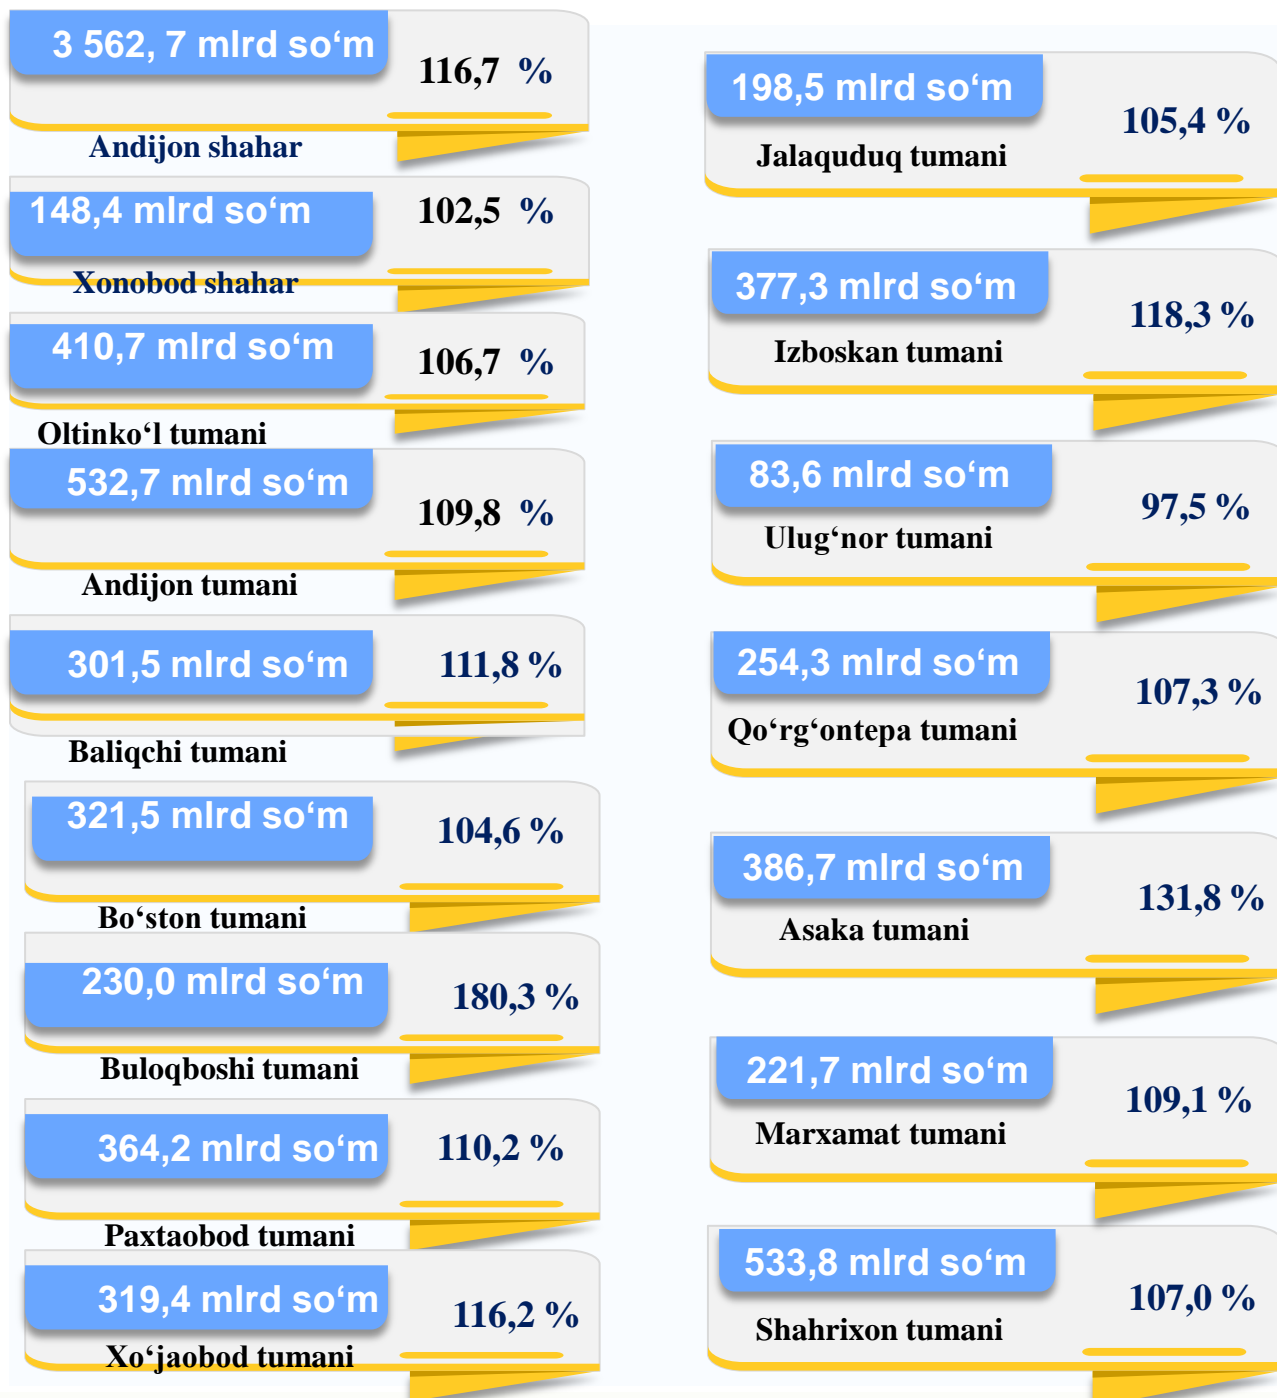 3 562, 7 mlrd so‘m
116,7 %
Andijon shahar
148,4 mlrd so‘m
102,5 %
Xonobod shahar
410,7 mlrd so‘m
106,7 %
Oltinko‘l tumani
532,7 mlrd so‘m
109,8 %
Andijon tumani
301,5 mlrd so‘m
111,8 %
Baliqchi tumani
321,5 mlrd so‘m
104,6 %
Bo‘ston tumani
230,0 mlrd so‘m
180,3 %
Buloqboshi tumani
364,2 mlrd so‘m
110,2 %
Paxtaobod tumani
319,4 mlrd so‘m
116,2 %
Xo‘jaobod tumani
198,5 mlrd so‘m
105,4 %
Jalaquduq tumani
377,3 mlrd so‘m
118,3 %
Izboskan tumani
83,6 mlrd so‘m
97,5 %
Ulug‘nor tumani
254,3 mlrd so‘m
107,3 %
Qo‘rg‘ontepa tumani
386,7 mlrd so‘m
131,8 %
Asaka tumani
221,7 mlrd so‘m
109,1 %
Marxamat tumani
533,8 mlrd so‘m
107,0 %
Shahrixon tumani